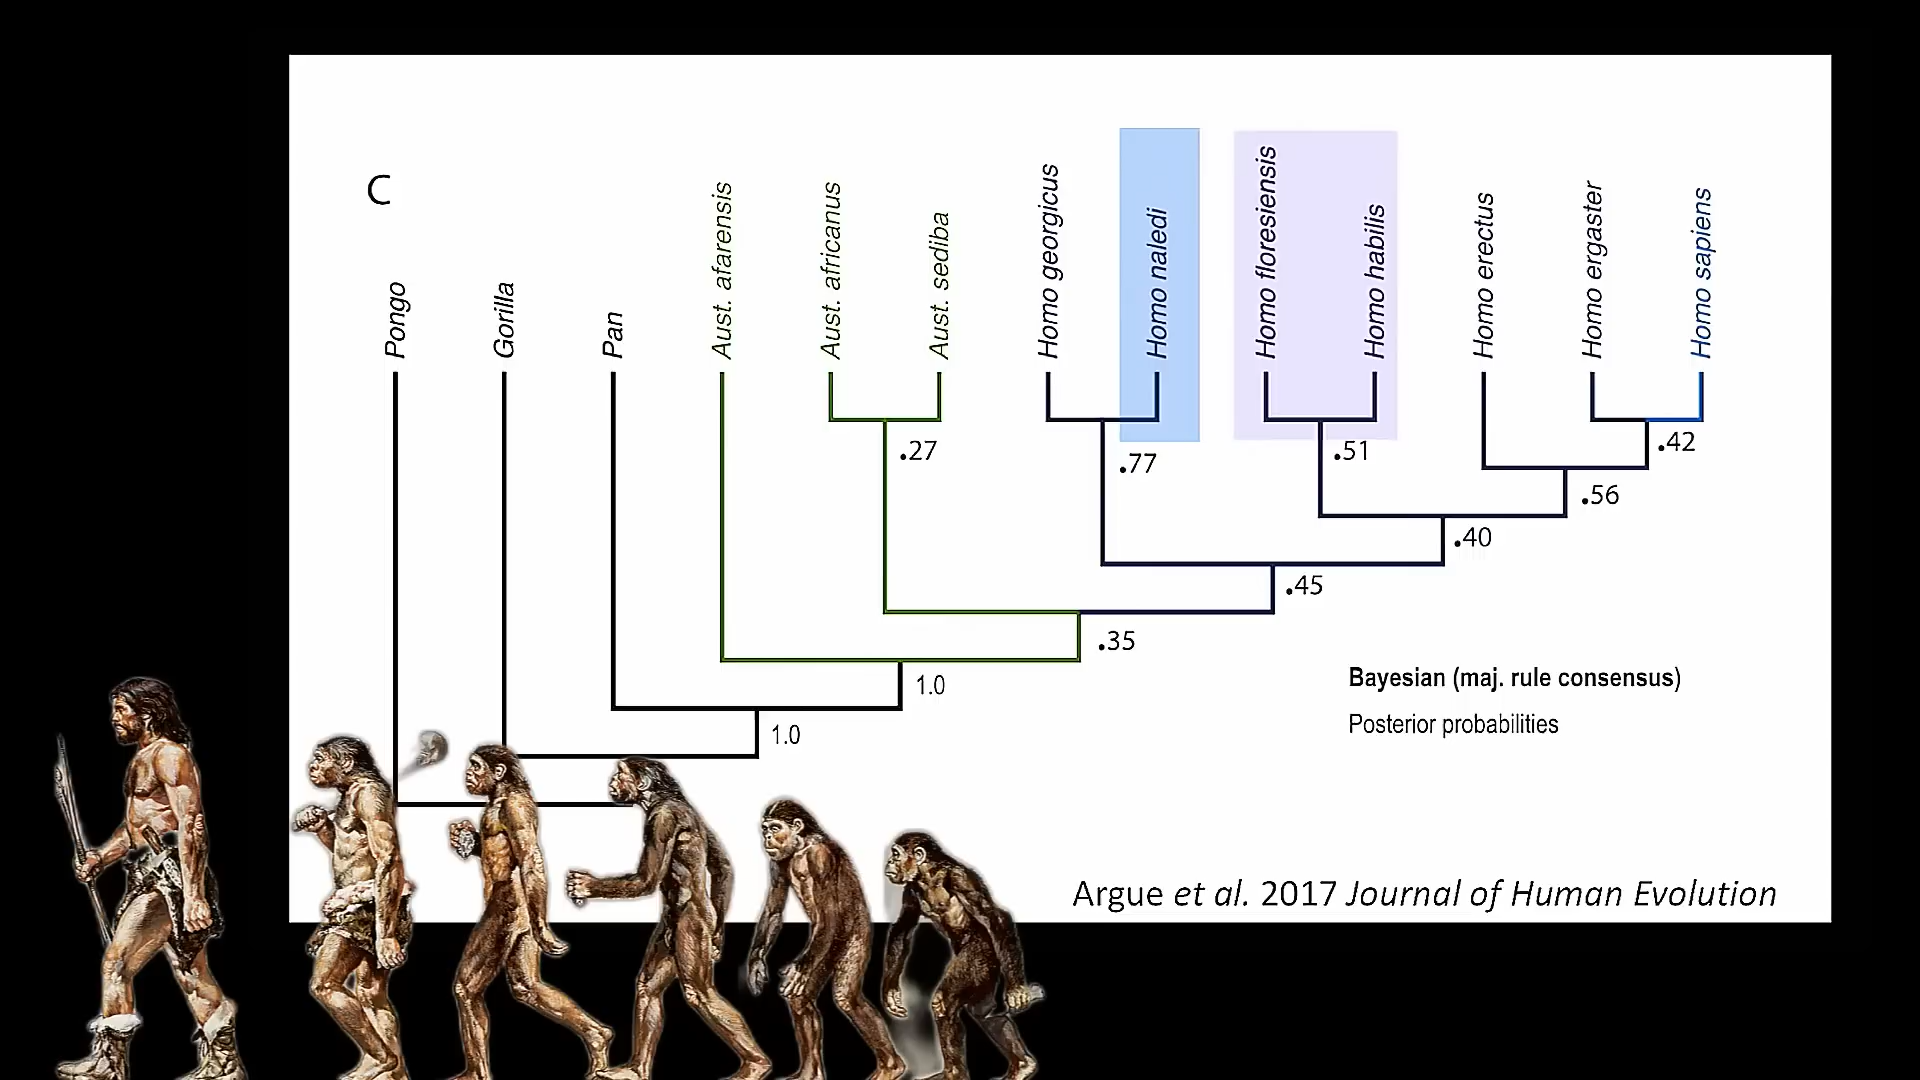 C
Pongo
Gorilla
Pan
Aust. afarensis
Aust. africanus
Aust. sediba
Homo georgicus
Homo naledi
Homo floresiensis
Homo habilis
Homo erectus
Homo ergaster
Homo sapiens
.27
.77
.51
.42
.56
.40
.45
.35
1.0
1.0
Bayesian (maj. rule consensus)
Posterior probabilities
Argue et al. 2017 Journal of Human Evolution